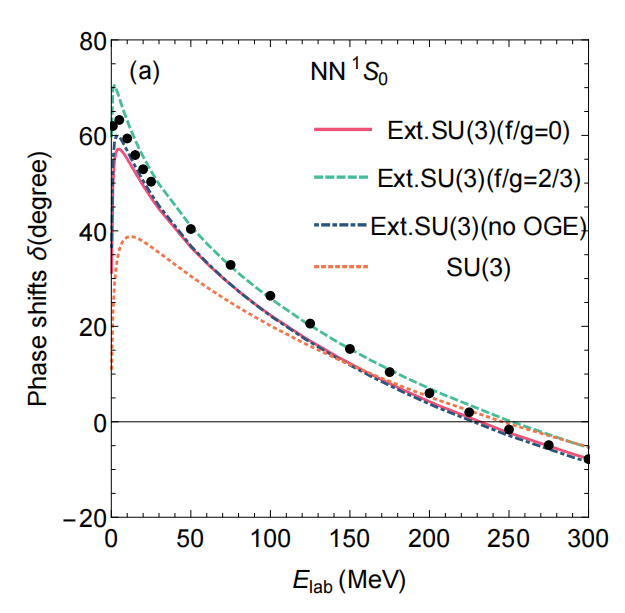 80
(a)
NN ¹S₀
60
Ext.SU(3)(f/g=0)
Ext.SU(3)(f/g=2/3)
40
Ext.SU(3)(no OGE)
SU(3)
20
0
−20
0 50 100 150 200 250 300
Phase shifts δ(degree)
E_lab (MeV)